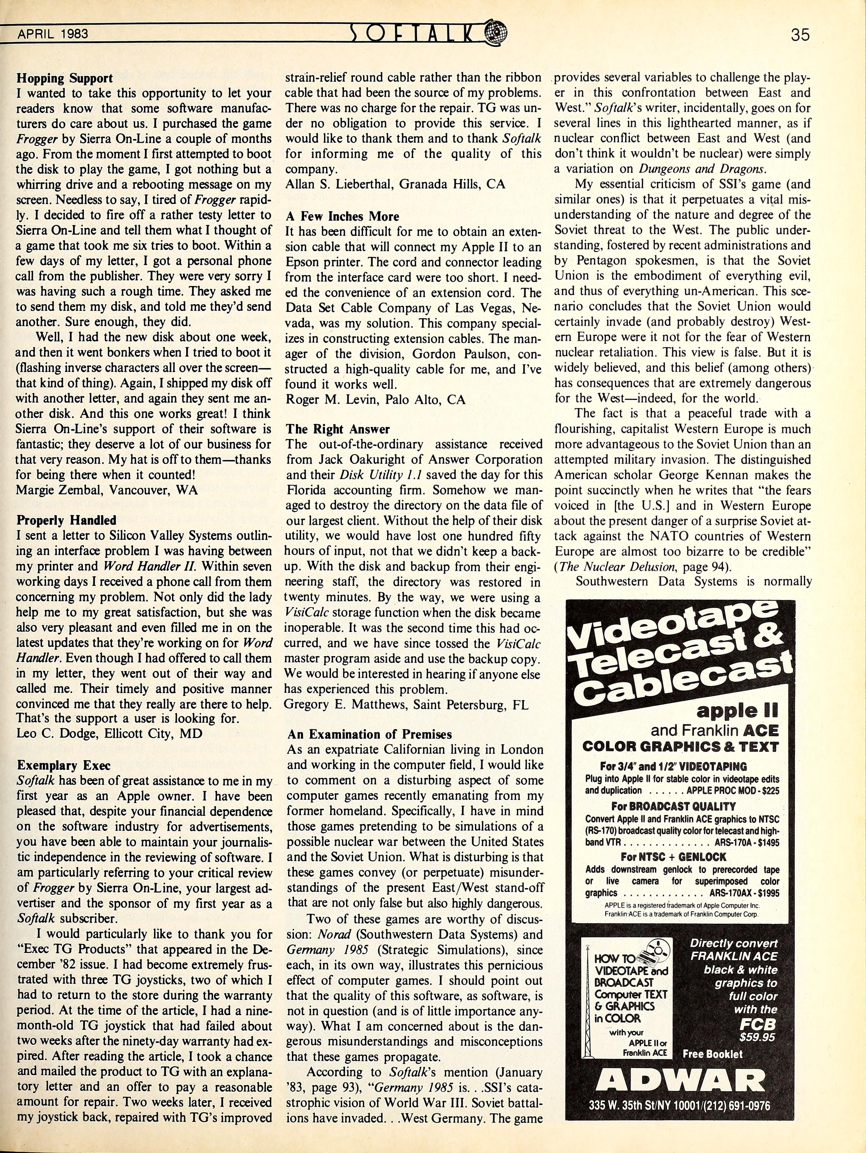 APRIL 1983
SOFTALK
35
Hopping Support
I wanted to take this opportunity to let your
readers know that some software manufac-
turers do care about us. I purchased the game
Frogger by Sierra On-Line a couple of months
ago. From the moment I first attempted to boot
the disk to play the game, I got nothing but a
whirring drive and a rebooting message on my
screen. Needless to say, I tired of Frogger rapid-
ly. I decided to fire off a rather testy letter to
Sierra On-Line and tell them what I thought of
a game that took me six tries to boot. Within a
few days of my letter, I got a personal phone
call from the publisher. They were very sorry I
was having such a rough time. They asked me
to send them my disk, and told me they'd send
another. Sure enough, they did.
Well, I had the new disk about one week,
and then it went bonkers when I tried to boot it
(flashing inverse characters all over the screen—
that kind of thing). Again, I shipped my disk off
with another letter, and again they sent me an-
other disk. And this one works great! I think
Sierra On-Line's support of their software is
fantastic; they deserve a lot of our business for
that very reason. My hat is off to them—thanks
for being there when it counted!
Margie Zembal, Vancouver, WA
Properly Handled
I sent a letter to Silicon Valley Systems outlin-
ing an interface problem I was having between
my printer and Word Handler II. Within seven
working days I received a phone call from them
concerning my problem. Not only did the lady
help me to my great satisfaction, but she was
also very pleasant and even filled me in on the
latest updates that they're working on for Word
Handler. Even though I had offered to call them
in my letter, they went out of their way and
called me. Their timely and positive manner
convinced me that they really are there to help.
That's the support a user is looking for.
Leo C. Dodge, Ellicott City, MD
Exemplary Exec
Softalk has been of great assistance to me in my
first year as an Apple owner. I have been
pleased that, despite your financial dependence
on the software industry for advertisements,
you have been able to maintain your journalis-
tic independence in the reviewing of software. I
am particularly referring to your critical review
of Frogger by Sierra On-Line, your largest ad-
vertiser and the sponsor of my first year as a
Softalk subscriber.
I would particularly like to thank you for
"Exec TG Products" that appeared in the De-
cember '82 issue. I had become extremely frus-
trated with three TG joysticks, two of which I
had to return to the store during the warranty
period. At the time of the article, I had a nine-
month-old TG joystick that had failed about
two weeks after the ninety-day warranty had ex-
pired. After reading the article, I took a chance
and mailed the product to TG with an explana-
tory letter and an offer to pay a reasonable
amount for repair. Two weeks later, I received
my joystick back, repaired with TG's improved
strain-relief round cable rather than the ribbon
cable that had been the source of my problems.
There was no charge for the repair. TG was un-
der no obligation to provide this service. I
would like to thank them and to thank Softalk
for informing me of the quality of this
company.
Allan S. Lieberthal, Granada Hills, CA
A Few Inches More
It has been difficult for me to obtain an exten-
sion cable that will connect my Apple II to an
Epson printer. The cord and connector leading
from the interface card were too short. I need-
ed the convenience of an extension cord. The
Data Set Cable Company of Las Vegas, Ne-
vada, was my solution. This company special-
izes in constructing extension cables. The man-
ager of the division, Gordon Paulson, con-
structed a high-quality cable for me, and I've
found it works well.
Roger M. Levin, Palo Alto, CA
The Right Answer
The out-of-the-ordinary assistance received
from Jack Oakuright of Answer Corporation
and their Disk Utility 1.1 saved the day for this
Florida accounting firm. Somehow we man-
aged to destroy the directory on the data file of
our largest client. Without the help of their disk
utility, we would have lost one hundred fifty
hours of input, not that we didn't keep a back-
up. With the disk and backup from their engi-
neering staff, the directory was restored in
twenty minutes. By the way, we were using a
VisiCalc storage function when the disk became
inoperable. It was the second time this had oc-
curred, and we have since tossed the VisiCalc
master program aside and use the backup copy.
We would be interested in hearing if anyone else
has experienced this problem.
Gregory E. Matthews, Saint Petersburg, FL
An Examination of Premises
As an expatriate Californian living in London
and working in the computer field, I would like
to comment on a disturbing aspect of some
computer games recently emanating from my
former homeland. Specifically, I have in mind
those games pretending to be simulations of a
possible nuclear war between the United States
and the Soviet Union. What is disturbing is that
these games convey (or perpetuate) misunder-
standings of the present East/West stand-off
that are not only false but also highly dangerous.
Two of these games are worthy of discus-
sion: Norad (Southwestern Data Systems) and
Germany 1985 (Strategic Simulations), since
each, in its own way, illustrates this pernicious
effect of computer games. I should point out
that the quality of this software, as software, is
not in question (and is of little importance any-
way). What I am concerned about is the dan-
gerous misunderstandings and misconceptions
that these games propagate.
According to Softalk's mention (January
'83, page 93), "Germany 1985 is. . .SSI's cata-
strophic vision of World War III. Soviet battal-
ions have invaded. . .West Germany. The game
provides several variables to challenge the play-
er in this confrontation between East and
West." Softalk's writer, incidentally, goes on for
several lines in this lighthearted manner, as if
nuclear conflict between East and West (and
don't think it wouldn't be nuclear) were simply
a variation on Dungeons and Dragons.
My essential criticism of SSI's game (and
similar ones) is that it perpetuates a vital mis-
understanding of the nature and degree of the
Soviet threat to the West. The public under-
standing, fostered by recent administrations and
by Pentagon spokesmen, is that the Soviet
Union is the embodiment of everything evil,
and thus of everything un-American. This sce-
nario concludes that the Soviet Union would
certainly invade (and probably destroy) West-
ern Europe were it not for the fear of Western
nuclear retaliation. This view is false. But it is
widely believed, and this belief (among others)
has consequences that are extremely dangerous
for the West—indeed, for the world.
The fact is that a peaceful trade with a
flourishing, capitalist Western Europe is much
more advantageous to the Soviet Union than an
attempted military invasion. The distinguished
American scholar George Kennan makes the
point succinctly when he writes that "the fears
voiced in [the U.S.] and in Western Europe
about the present danger of a surprise Soviet at-
tack against the NATO countries of Western
Europe are almost too bizarre to be credible"
(The Nuclear Delusion, page 94).
Southwestern Data Systems is normally
Videotape
Telecast &
Cablecast
apple II
and Franklin ACE
COLOR GRAPHICS & TEXT
For 3/4" and 1/2" VIDEOTAPING
Plug into Apple II for stable color in videotape edits
and duplication . . . . . . APPLE PROC MOD - $225
For BROADCAST QUALITY
Convert Apple II and Franklin ACE graphics to NTSC
(RS-170) broadcast quality color for telecast and high-
band VTR . . . . . . . . . . . . . . ARS-170A - $1495
For NTSC + GENLOCK
Adds downstream genlock to prerecorded tape
or live camera for superimposed color
graphics . . . . . . . . . . . . . ARS-170AX - $1995
APPLE is a registered trademark of Apple Computer Inc.
Franklin ACE is a trademark of Franklin Computer Corp.
HOW TO
VIDEOTAPE and
BROADCAST
Computer TEXT
& GRAPHICS
in COLOR
with your
APPLE II or
Franklin ACE
Directly convert
FRANKLIN ACE
black & white
graphics to
full color
with the
FCB
$59.95
Free Booklet
ADWAR
335 W. 35th St/NY 10001/(212) 691-0976